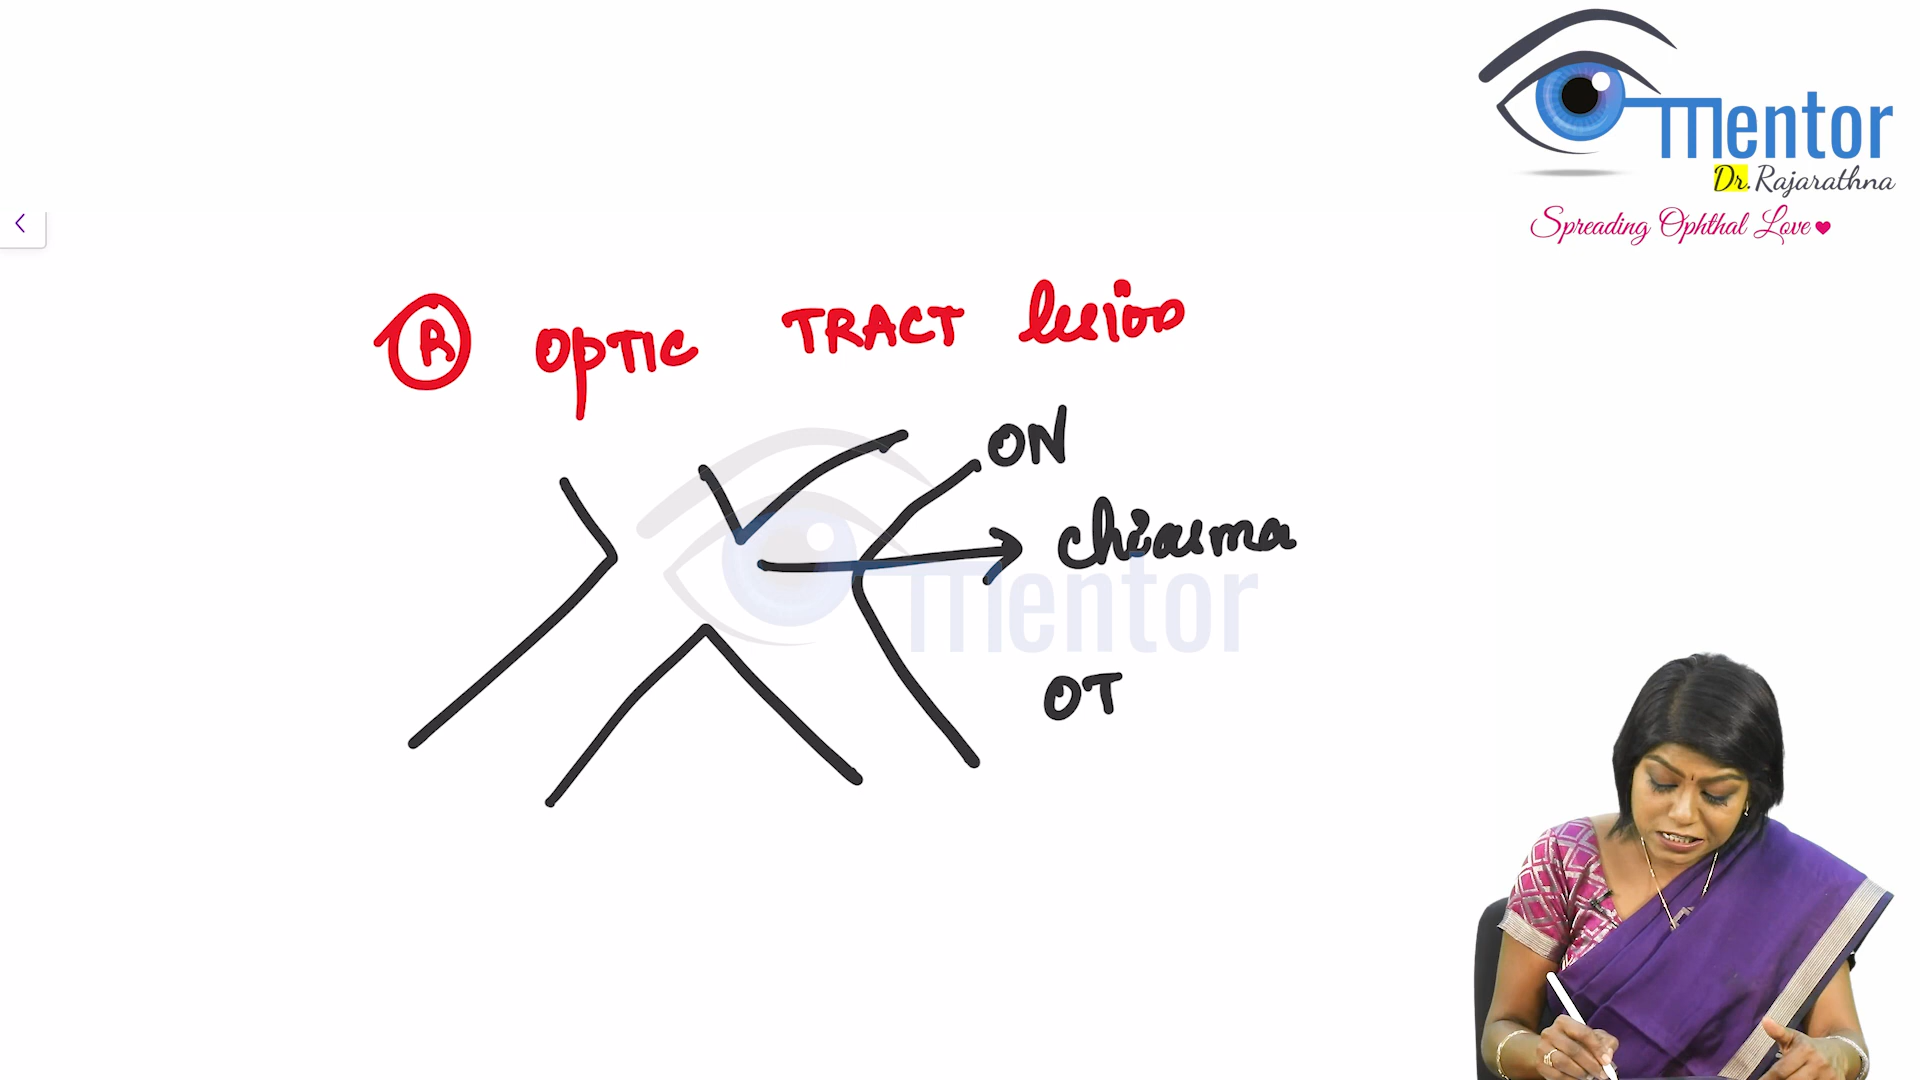 mentor
Dr. Rajarathna
Spreading Ophthal Love
R OPTIC TRACT lesion
ON
chiasma
mentor
OT